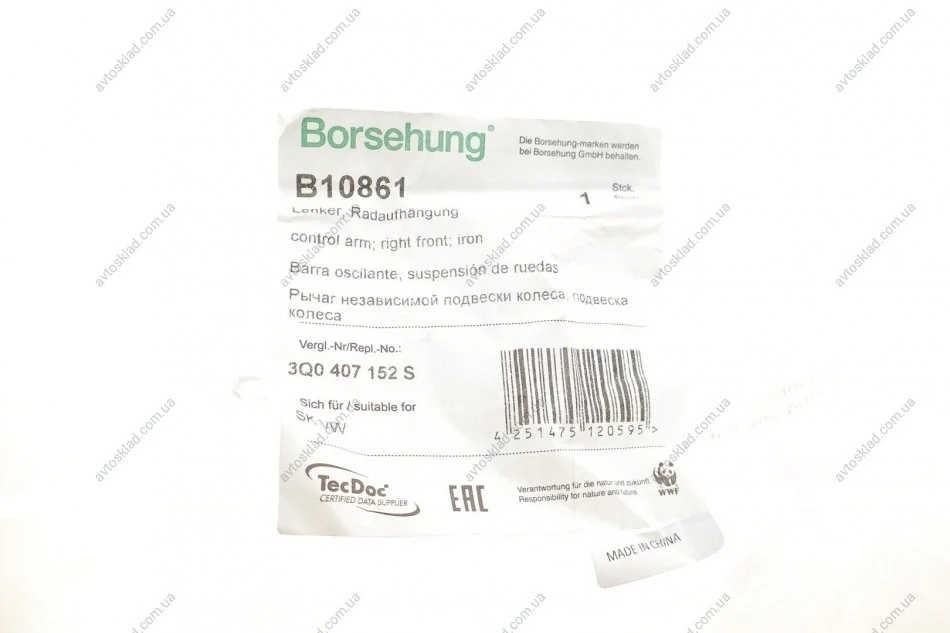 Borsehung®
Die Borsehung-marken werden
bei Borsehung GmbH behalten.
B10861
1
Stck.
Lenker, Radaufhängung
control arm; right front; iron
Barra oscilante, suspensión de ruedas
Рычаг независимой подвески колеса, подвеска
колеса
Vergl.-Nr/Repl.-No.:
3Q0 407 152 S
Sich für / suitable for
Sk, VW
4 251475 120595 >
TecDoc
CERTIFIED DATA SUPPLIER
EAC
Verantwortung für die natur und zukunft.
Responsibility for nature and future.
WWF
MADE IN CHINA
avtosklad.com.ua